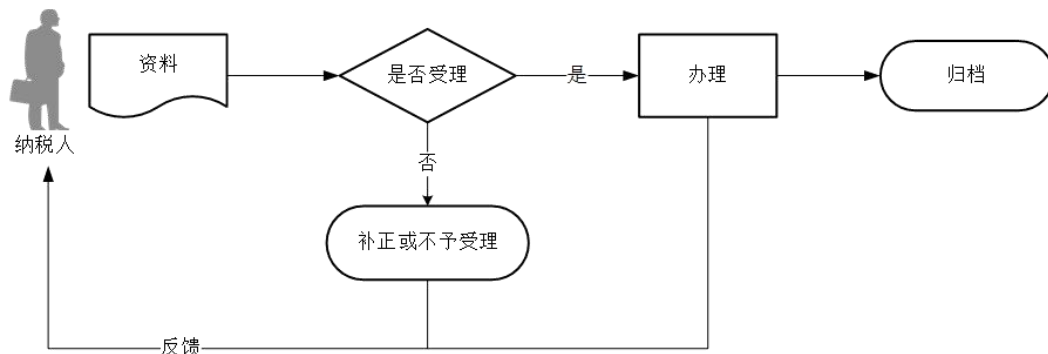 纳税人
资料
是否受理
是
办理
归档
否
补正或不予受理
反馈